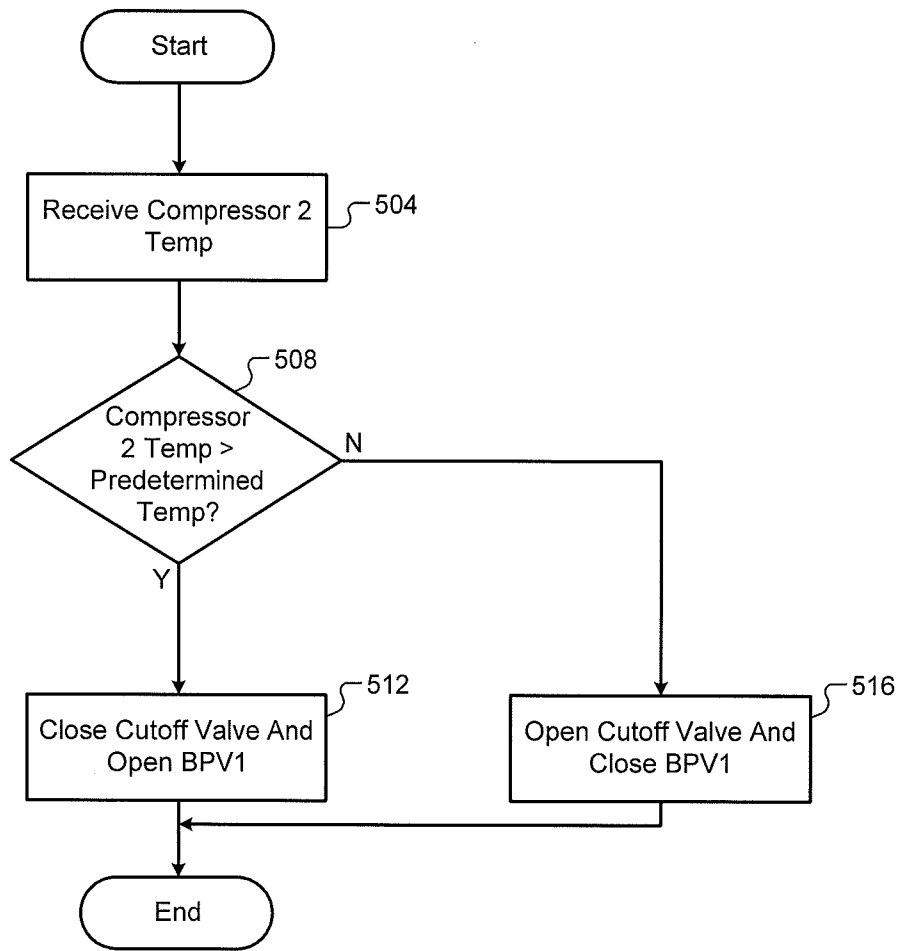 Start
Receive Compressor 2
Temp
504
508
Compressor
2 Temp >
Predetermined
Temp?
N
Y
Close Cutoff Valve And
Open BPV1
512
Open Cutoff Valve And
Close BPV1
516
End